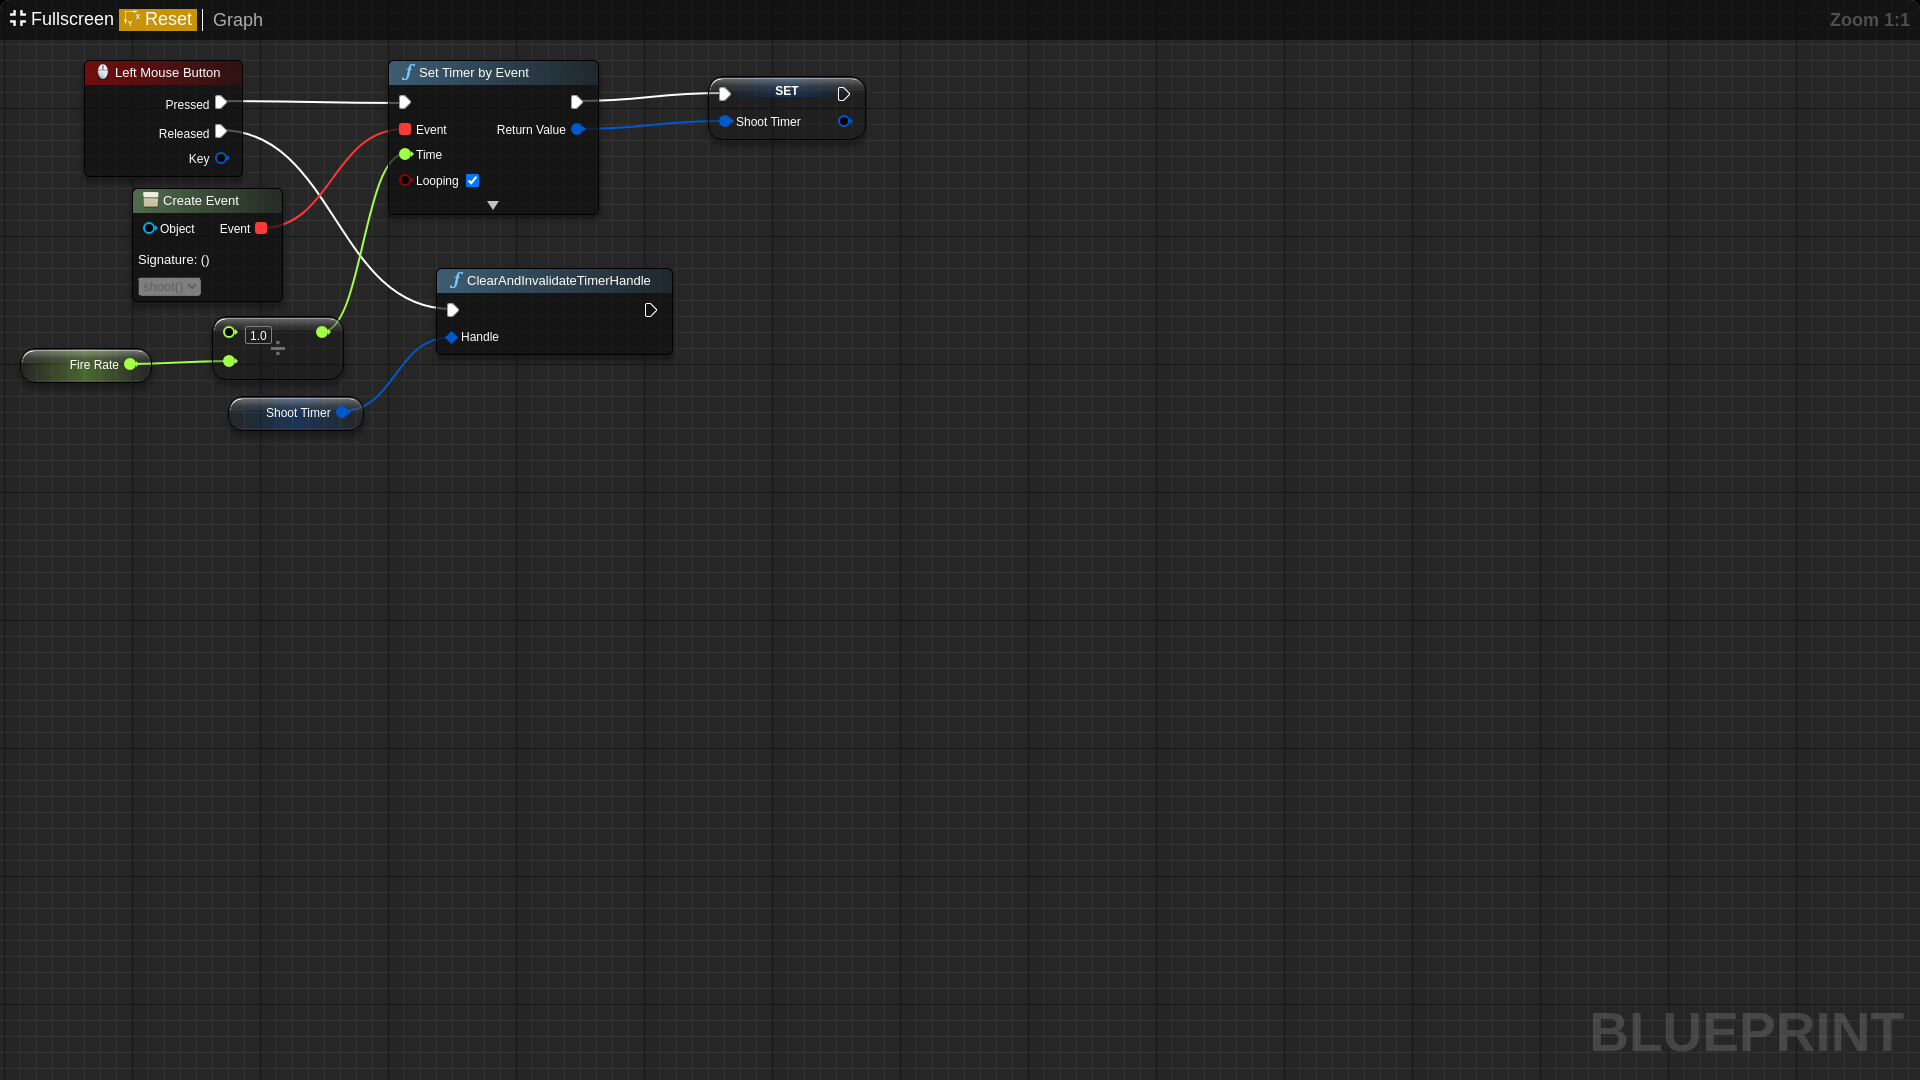 Fullscreen Reset Graph
Zoom 1:1
Left Mouse Button
Pressed
Released
Key
Set Timer by Event
Event Return Value
Time
Looping
SET
Shoot Timer
Create Event
Object Event
Signature: ()
shoot()
ClearAndInvalidateTimerHandle
Handle
1.0
÷
Fire Rate
Shoot Timer
BLUEPRINT